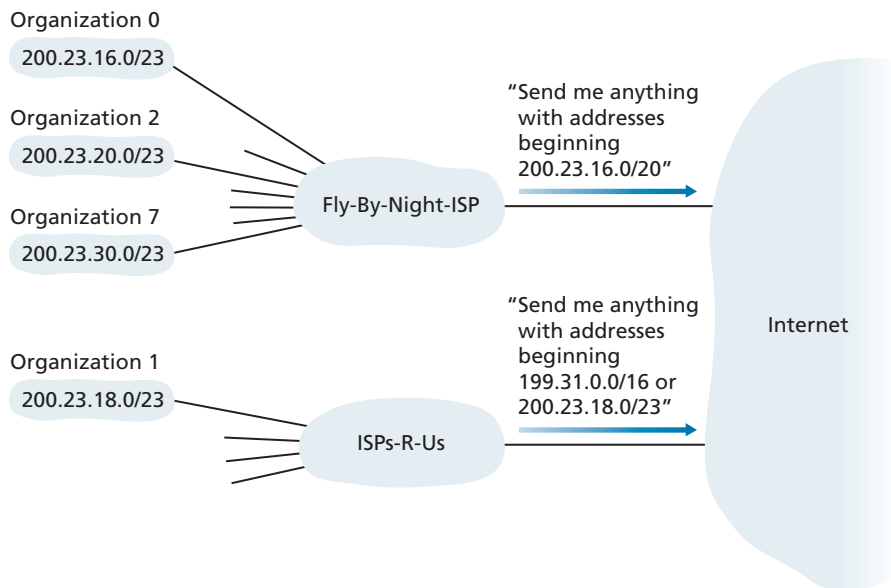 Organization 0
200.23.16.0/23
Organization 2
200.23.20.0/23
Organization 7
200.23.30.0/23
Fly-By-Night-ISP
“Send me anything
with addresses
beginning
200.23.16.0/20”
Organization 1
200.23.18.0/23
ISPs-R-Us
“Send me anything
with addresses
beginning
199.31.0.0/16 or
200.23.18.0/23”
Internet